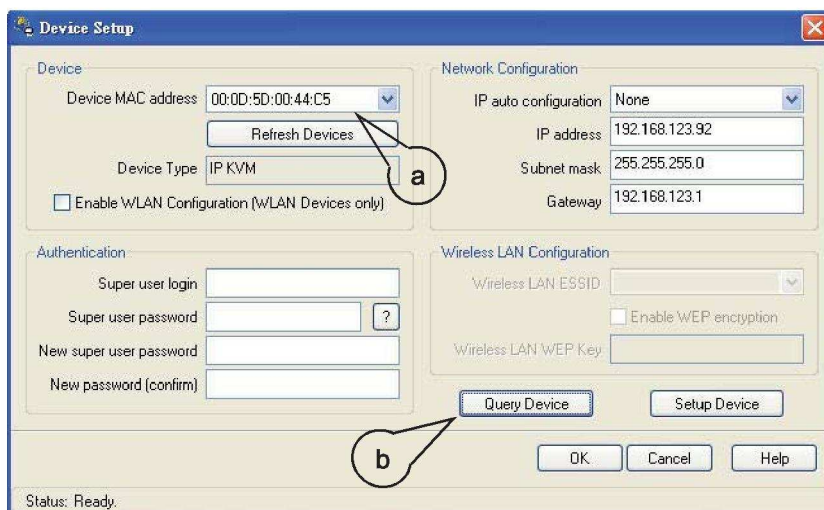 Device Setup
Device
Device MAC address 00:0D:5D:00:44:C5
Refresh Devices
Device Type IP KVM
Enable WLAN Configuration (WLAN Devices only)
a
Network Configuration
IP auto configuration None
IP address 192.168.123.92
Subnet mask 255.255.255.0
Gateway 192.168.123.1
Authentication
Super user login
Super user password ?
New super user password
New password (confirm)
Wireless LAN Configuration
Wireless LAN ESSID
Enable WEP encryption
Wireless LAN WEP Key
Query Device Setup Device
b
OK Cancel Help
Status: Ready.